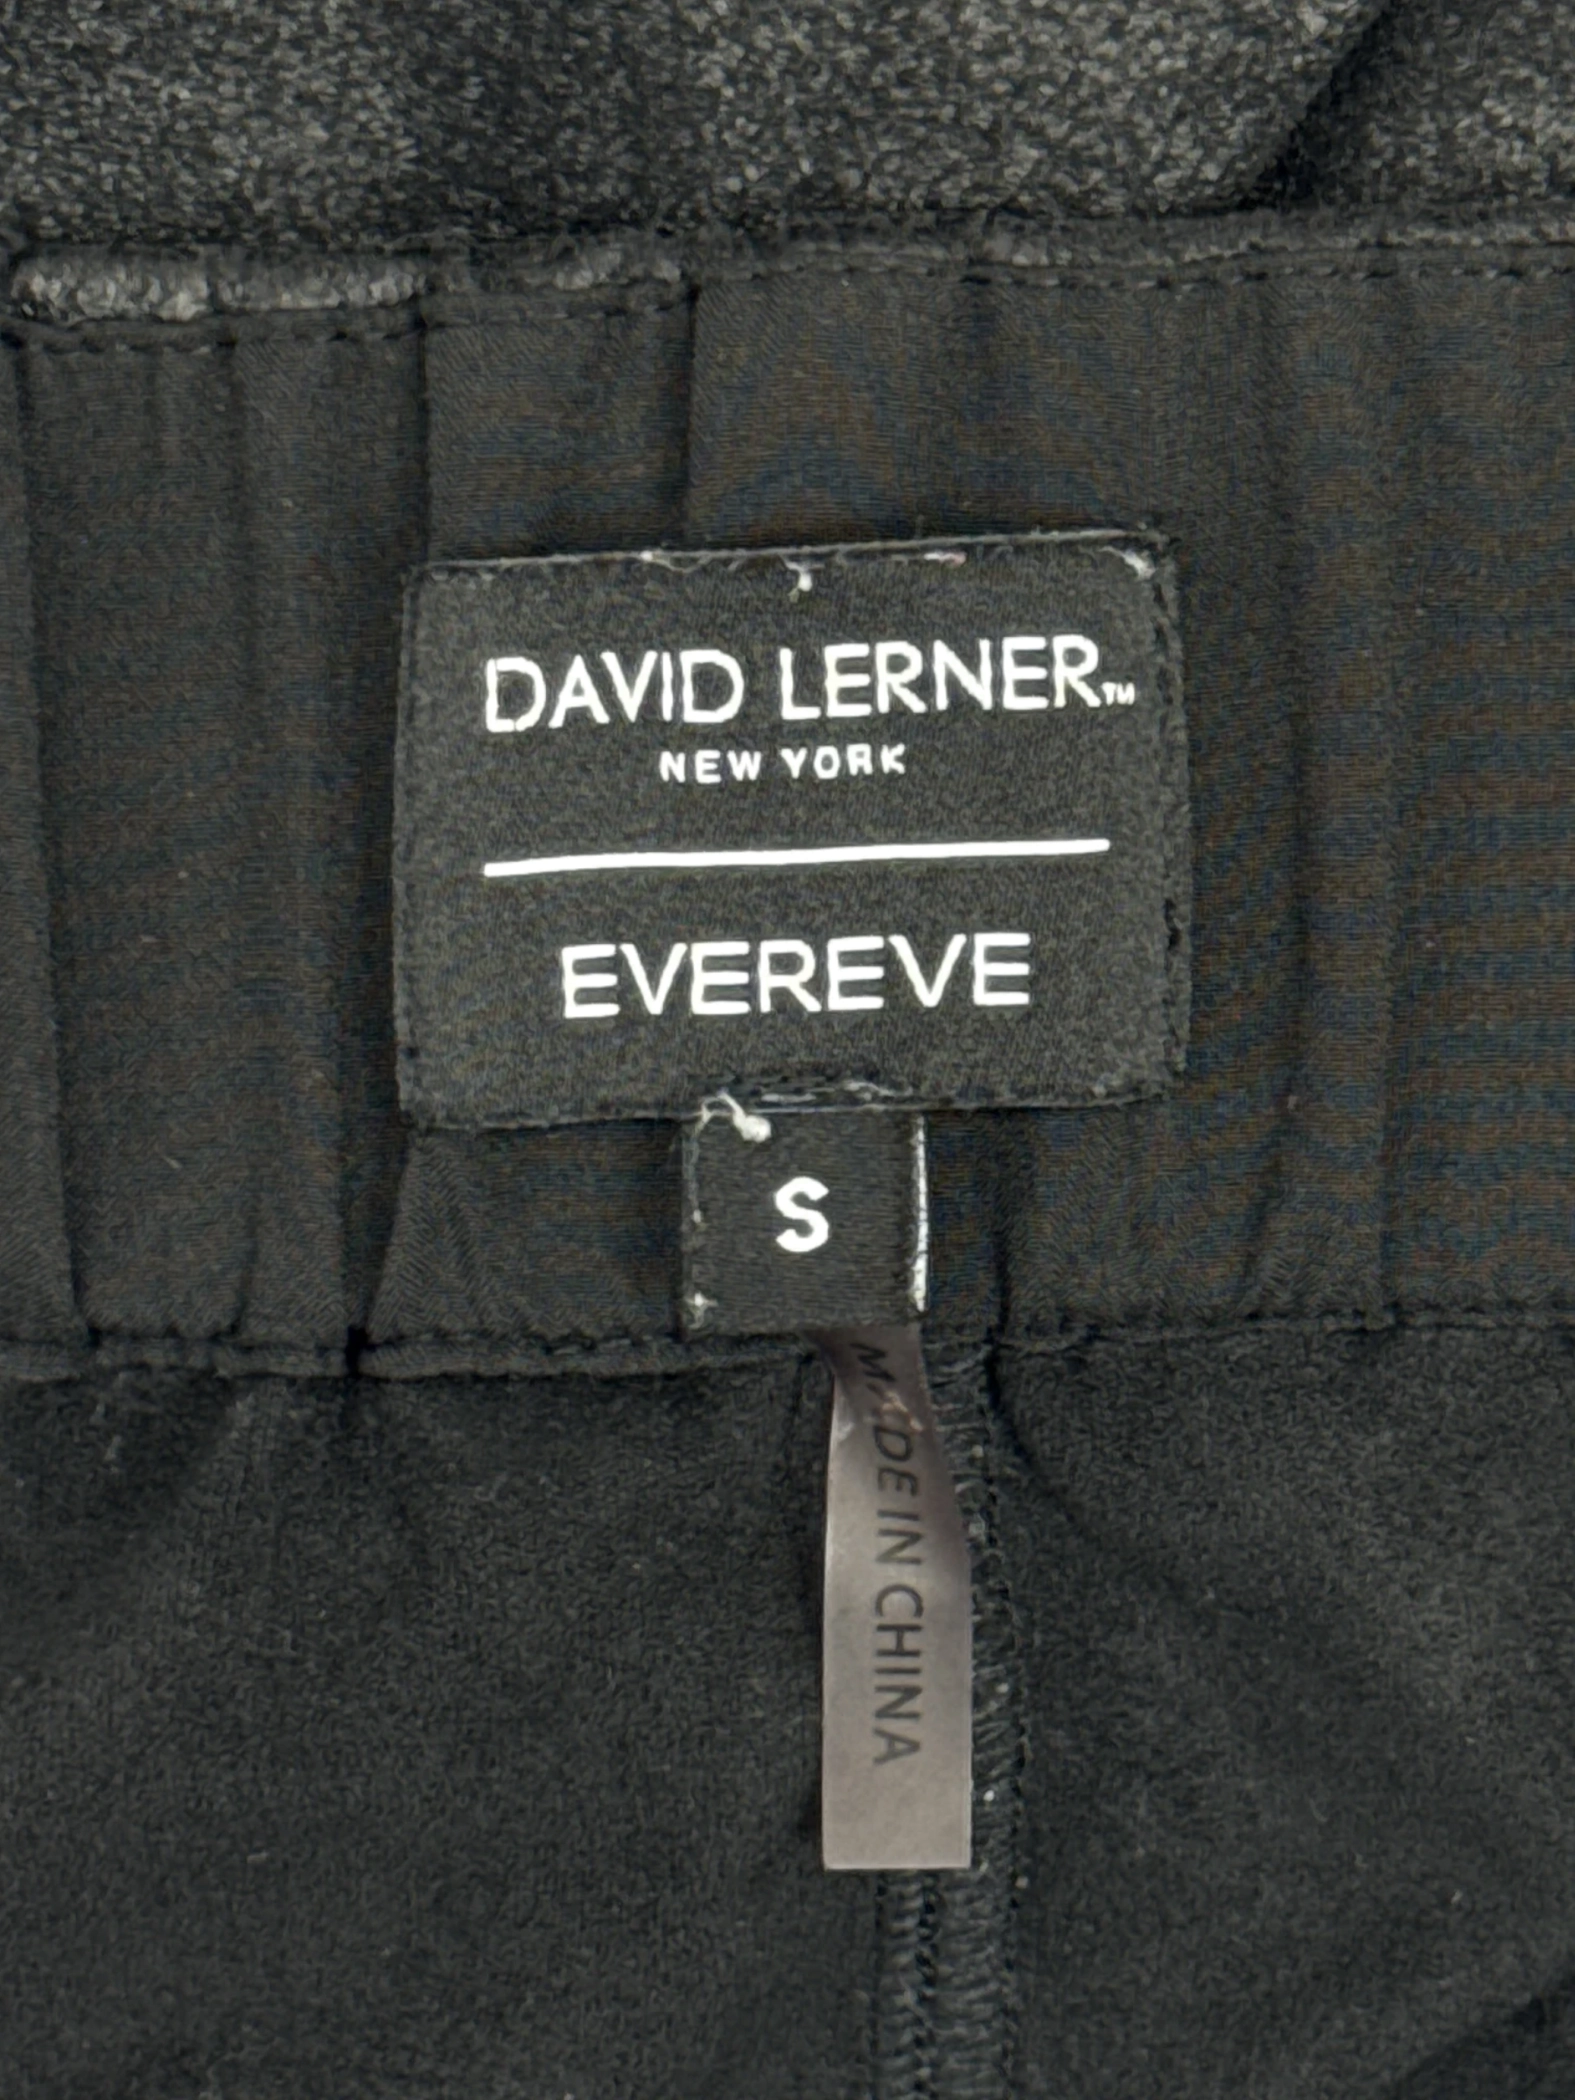 DAVID LERNER™
NEW YORK
EVEREVE
S
MADE IN CHINA